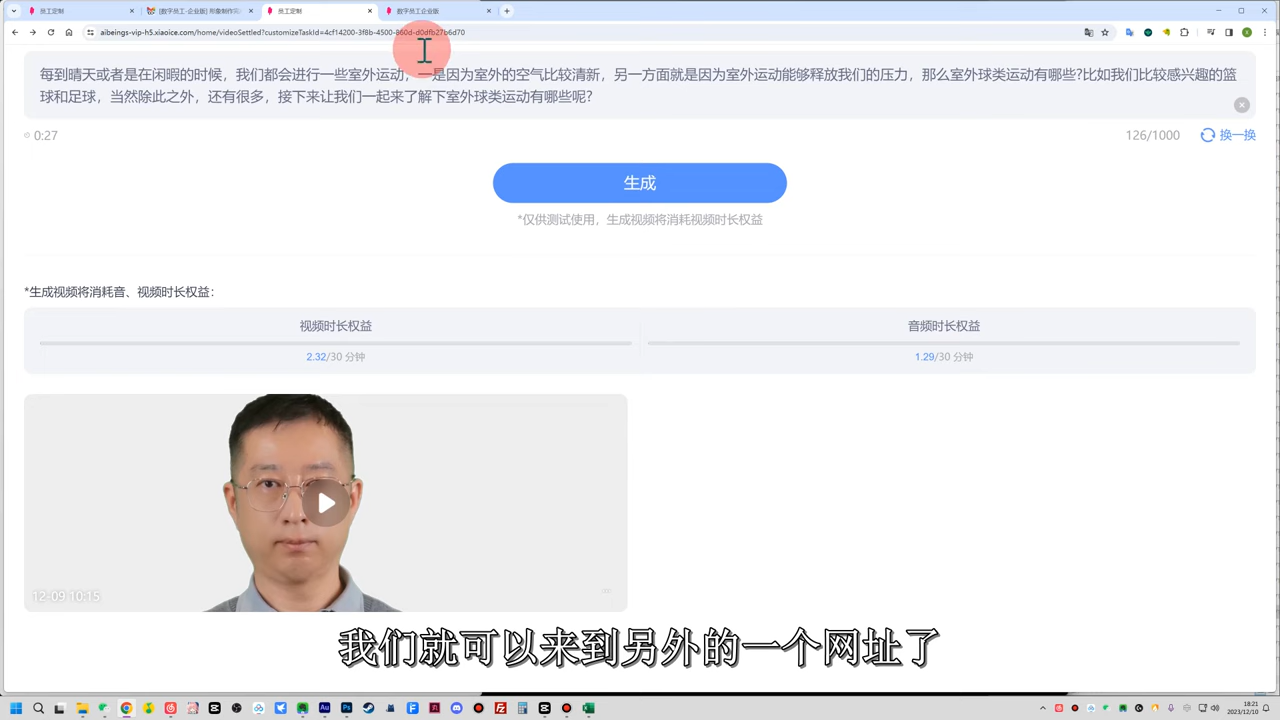 员工定制
[数字员工-企业版] 形象制作完
员工定制
数字员工企业版
aibeings-vip-h5.xiaoice.com/home/videoSettled?customizeTaskId=4cf14200-3f8b-4500-860d-d0dfb27b6d70
每到晴天或者是在闲暇的时候，我们都会进行一些室外运动，一是因为室外的空气比较清新，另一方面就是因为室外运动能够释放我们的压力，那么室外球类运动有哪些?比如我们比较感兴趣的篮
球和足球，当然除此之外，还有很多，接下来让我们一起来了解下室外球类运动有哪些呢?
0:27
126/1000
换一换
生成
*仅供测试使用，生成视频将消耗视频时长权益
*生成视频将消耗音、视频时长权益：
视频时长权益
音频时长权益
2.32/30 分钟
1.29/30 分钟
12-09 10:15
我们就可以来到另外的一个网址了
18:21
2023/12/10